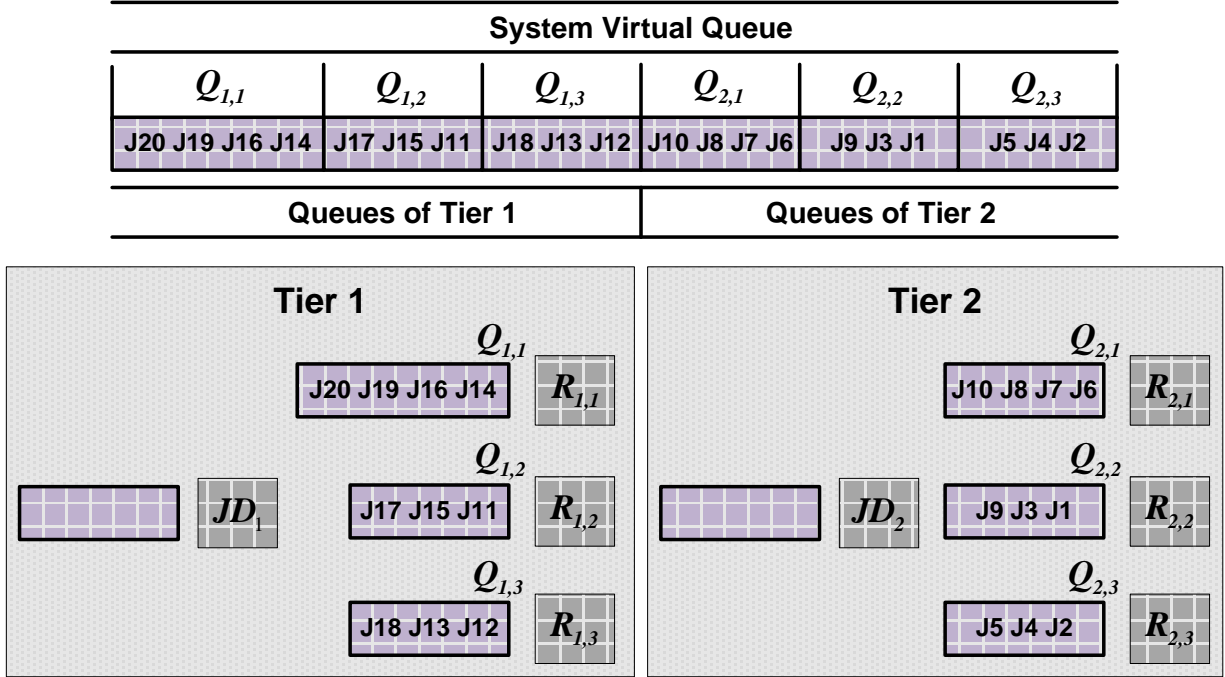 System Virtual Queue
Q1,1 Q1,2 Q1,3 Q2,1 Q2,2 Q2,3
J20 J19 J16 J14 J17 J15 J11 J18 J13 J12 J10 J8 J7 J6 J9 J3 J1 J5 J4 J2
Queues of Tier 1 Queues of Tier 2
Tier 1
Q1,1
J20 J19 J16 J14 R1,1
Q1,2
JD1 J17 J15 J11 R1,2
Q1,3
J18 J13 J12 R1,3
Tier 2
Q2,1
J10 J8 J7 J6 R2,1
Q2,2
JD2 J9 J3 J1 R2,2
Q2,3
J5 J4 J2 R2,3